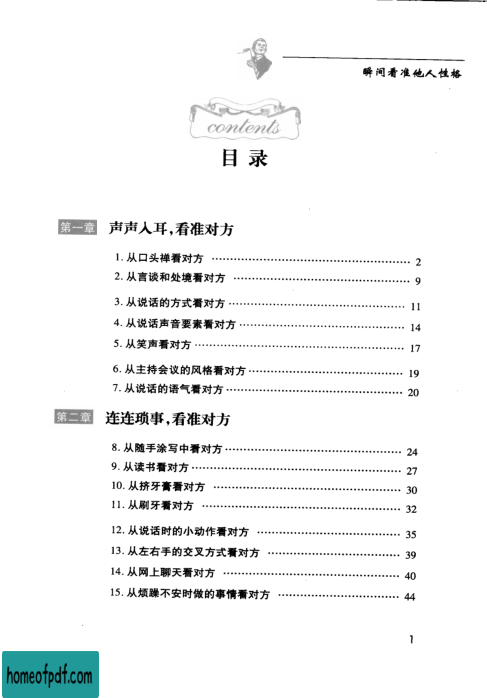 瞬间看准他人性格
contents
目录
第一章 声声入耳,看准对方
1.从口头禅看对方 …… 2
2.从言谈和处境看对方 …… 9
3.从说话的方式看对方 …… 11
4.从说话声音要素看对方 …… 14
5.从笑声看对方 …… 17
6.从主持会议的风格看对方 …… 19
7.从说话的语气看对方 …… 20
第二章 连连琐事,看准对方
8.从随手涂写中看对方 …… 24
9.从读书看对方 …… 27
10.从挤牙膏看对方 …… 30
11.从刷牙看对方 …… 32
12.从说话时的小动作看对方 …… 35
13.从左右手的交叉方式看对方 …… 39
14.从网上聊天看对方 …… 40
15.从烦躁不安时做的事情看对方 …… 44
1
homeofpdf.com